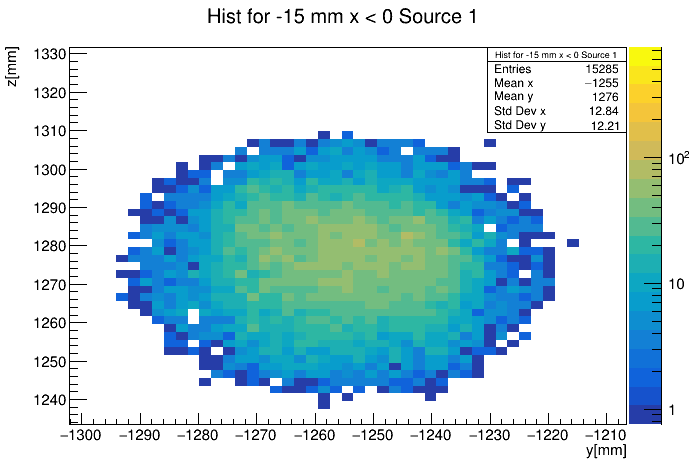 Hist for -15 mm x < 0 Source 1
z[mm]
1330
1320
1310
1300
1290
1280
1270
1260
1250
1240
Hist for -15 mm x < 0 Source 1
Entries 15285
Mean x −1255
Mean y 1276
Std Dev x 12.84
Std Dev y 12.21
10²
10
1
−1300 −1290 −1280 −1270 −1260 −1250 −1240 −1230 −1220 −1210
y[mm]